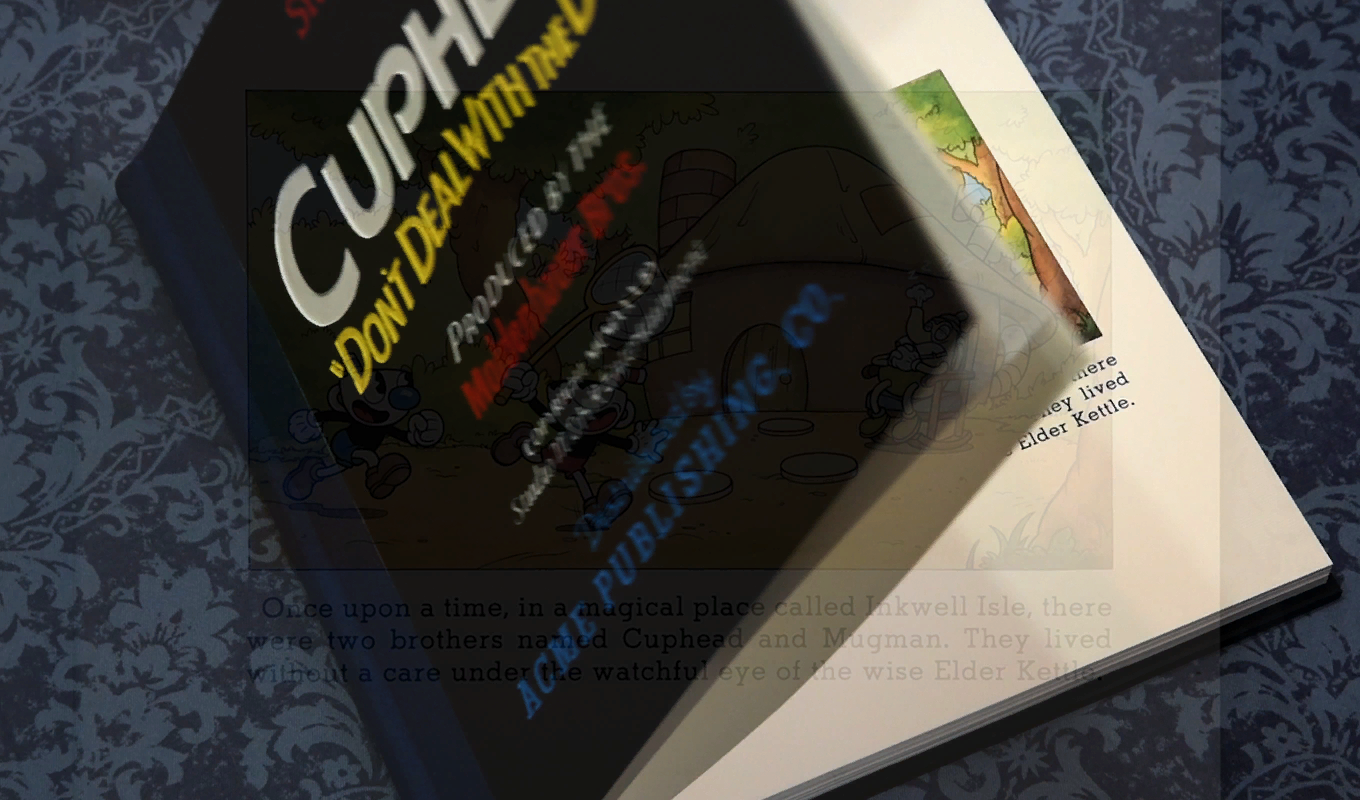 CUPHE
"DON'T DEAL WITH THE D
PRODUCED BY THE
ACME PUBLISHING. CO.
here
hey lived
Elder Kettle.
Once upon a time, in a magical place called Inkwell Isle, there
were two brothers named Cuphead and Mugman. They lived
without a care under the watchful eye of the wise Elder Kettle.